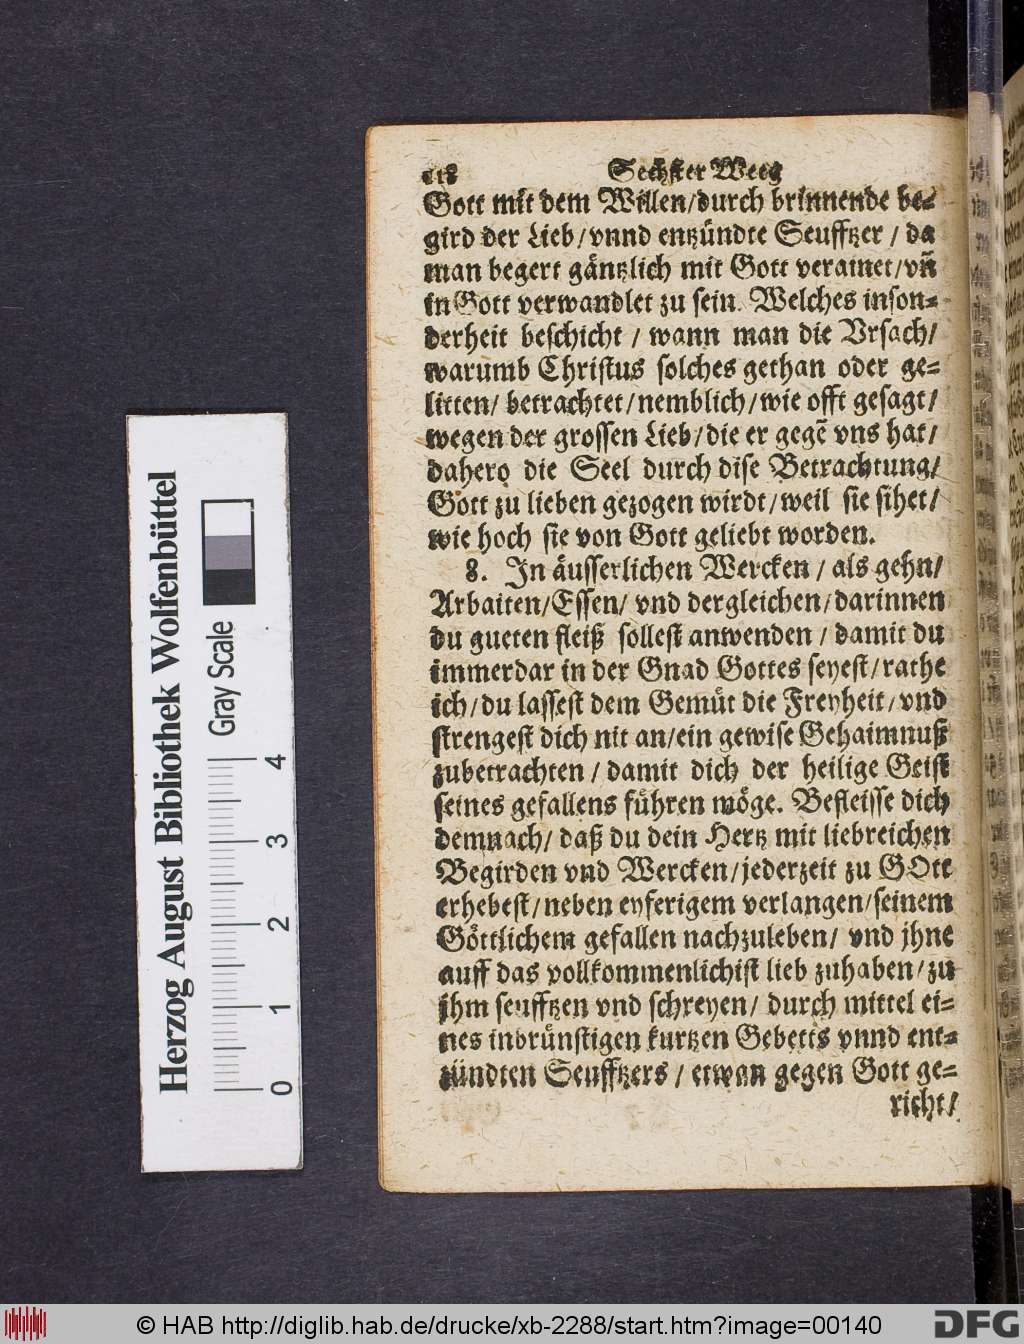 118 Sechster Weeg
Gott mit dem Willen/durch brinnende be-
gird der Lieb/vnnd entzündte Seufftzer / da
man begert gäntzlich mit Gott verainet/vñ
in Gott verwandlet zu sein. Welches inson-
derheit beschicht / wann man die Vrsach/
warumb Christus solches gethan oder ge-
litten/ betrachtet/nemblich/wie offt gesagt/
wegen der grossen Lieb/die er gegẽ vns hat/
dahero die Seel durch dise Betrachtung/
Gott zu lieben gezogen wirdt/weil sie sihet/
wie hoch sie von Gott geliebt worden.
8. In äusserlichen Wercken / als gehn/
Arbaiten/Essen/ vnd dergleichen/darinnen
du gueten fleiß sollest anwenden / damit du
immerdar in der Gnad Gottes seyest/rathe
ich/du lassest dem Gemüt die Freyheit/vnd
strengest dich nit an/ein gewise Gehaimnuß
zubetrachten / damit dich der heilige Geist
seines gefallens führen möge. Befleisse dich
demnach/ daß du dein Hertz mit liebreichen
Begirden vnd Wercken/jederzeit zu GOtt
erhebest/neben eyferigem verlangen/seinem
Göttlichem gefallen nachzuleben/ vnd jhne
auff das vollkommenlichist lieb zuhaben/zu
jhm seufftzen vnd schreyen/ durch mittel ei-
nes inbrünstigen kurtzen Gebetts vnnd ent-
zündten Seufftzers / etwan gegen Gott ge-
richt/
Herzog August Bibliothek Wolfenbüttel
Gray Scale
0 1 2 3 4
© HAB http://diglib.hab.de/drucke/xb-2288/start.htm?image=00140
DFG